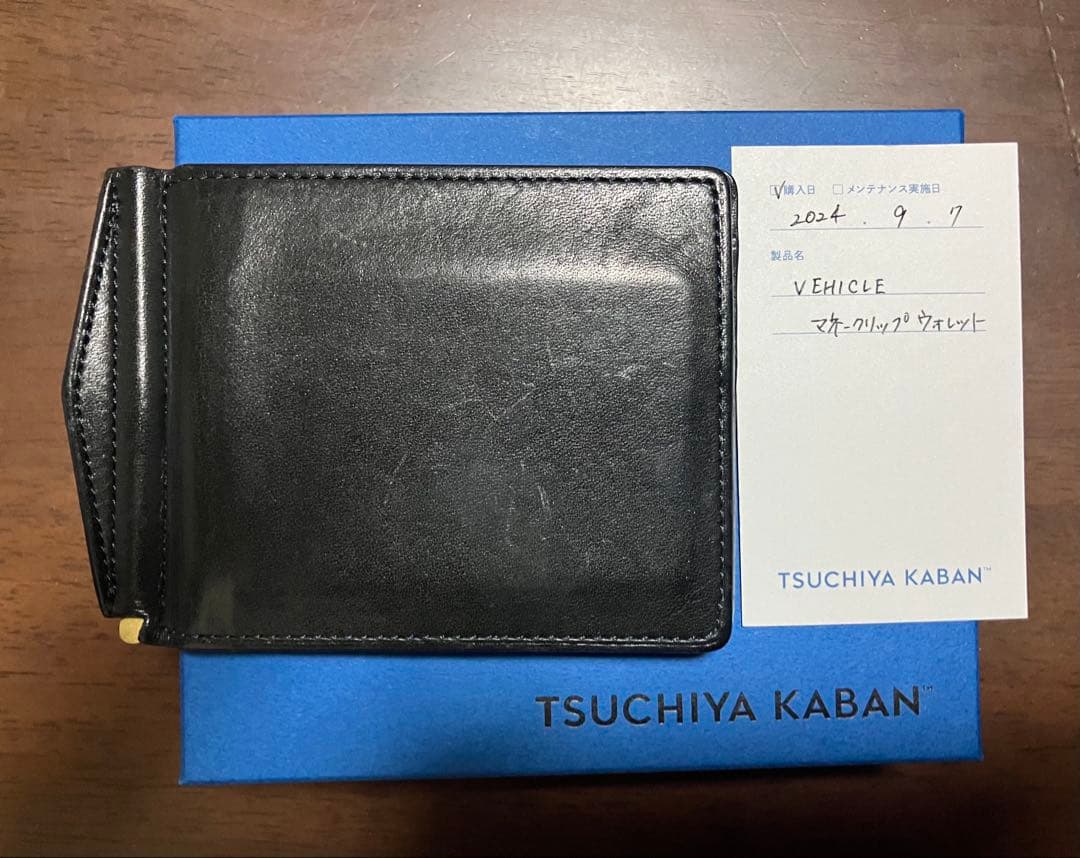 ☑購入日 ☐メンテナンス実施日
2024 . 9 . 7
製品名
VEHICLE
マネークリップウォレット
TSUCHIYA KABAN™
TSUCHIYA KABAN™